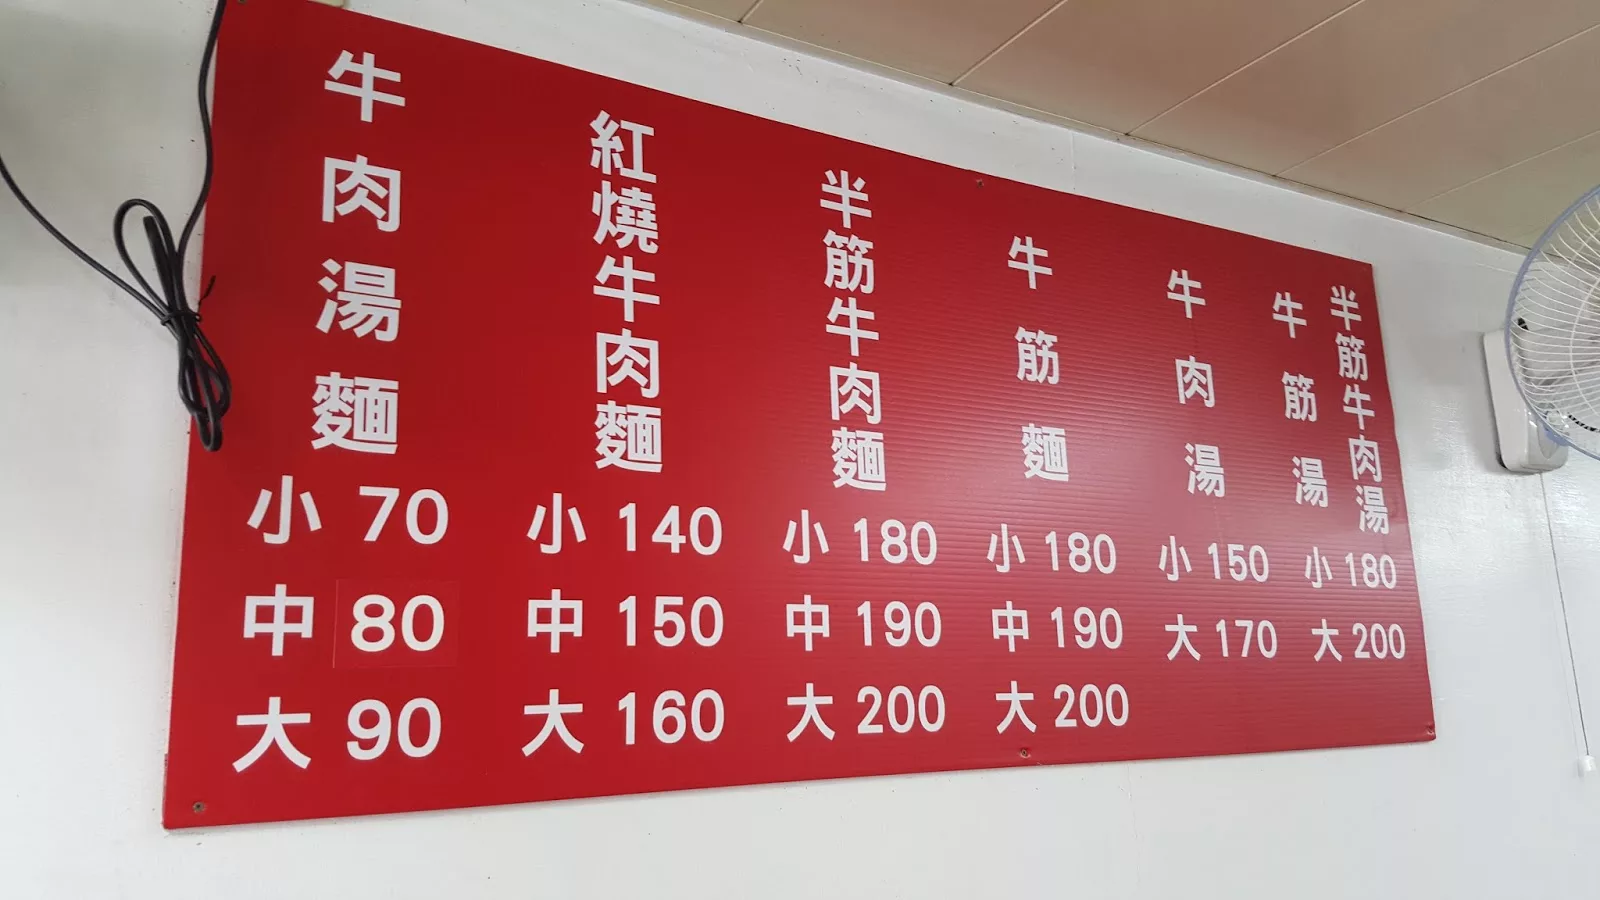 牛肉湯麵
小 70
中 80
大 90
紅燒牛肉麵
小 140
中 150
大 160
半筋牛肉麵
小 180
中 190
大 200
牛筋麵
小 180
中 190
大 200
牛肉湯
小 150
大 170
牛筋湯
半筋牛肉湯
小 180
大 200